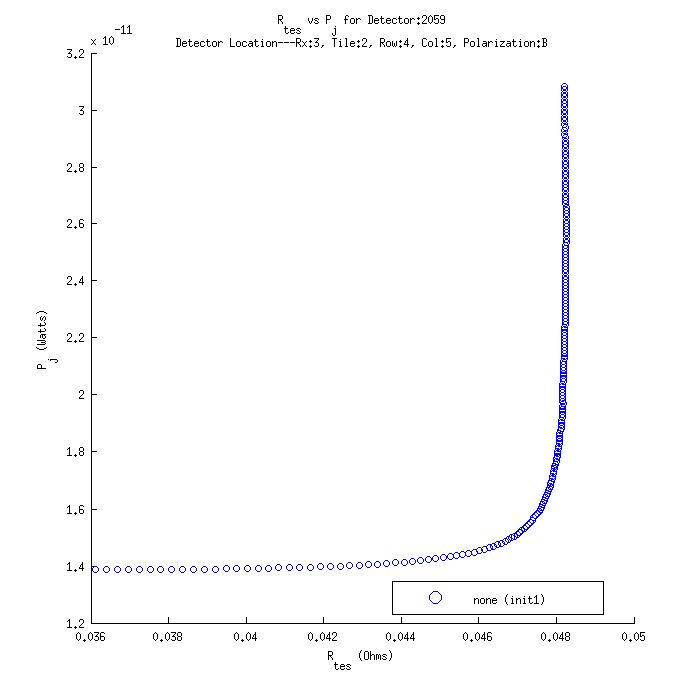 R_tes vs P_j for Detector:2059
Detector Location---Rx:3, Tile:2, Row:4, Col:5, Polarization:B
x 10^-11
3.2
3
2.8
2.6
2.4
2.2
2
1.8
1.6
1.4
1.2
P_j (Watts)
none (init1)
0.036 0.038 0.04 0.042 0.044 0.046 0.048 0.05
R_tes (Ohms)